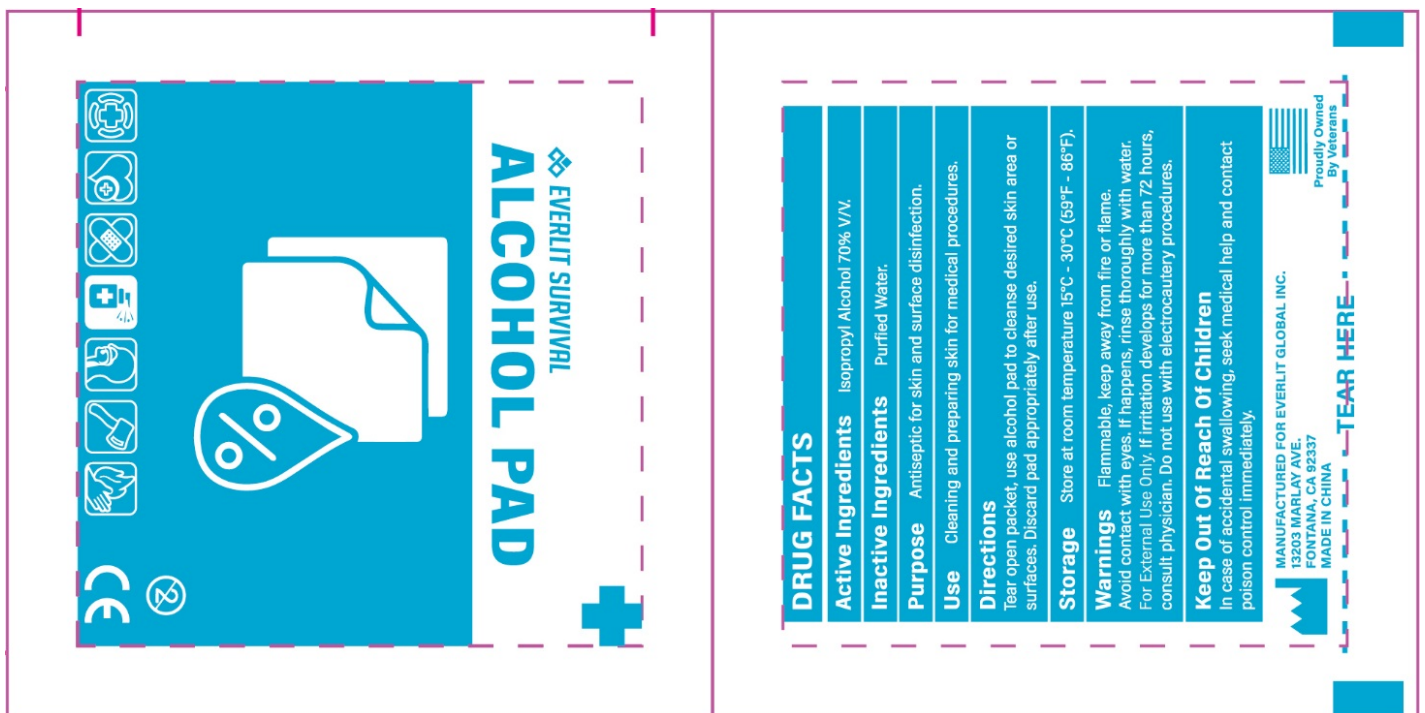 EVERLIT SURVIVAL
ALCOHOL PAD
CE
2
DRUG FACTS
Active Ingredients Isopropyl Alcohol 70% V/V.
Inactive Ingredients Purfied Water.
Purpose Antiseptic for skin and surface disinfection.
Use Cleaning and preparing skin for medical procedures.
Directions
Tear open packet, use alcohol pad to cleanse desired skin area or
surfaces. Discard pad appropriately after use.
Storage Store at room temperature 15°C - 30°C (59°F - 86°F).
Warnings Flammable, keep away from fire or flame.
Avoid contact with eyes. If happens, rinse thoroughly with water.
For External Use Only. If irritation develops for more than 72 hours,
consult physician. Do not use with electrocautery procedures.
Keep Out Of Reach Of Children
In case of accidental swallowing, seek medical help and contact
poison control immediately.
MANUFACTURED FOR EVERLIT GLOBAL INC.
13203 MARLAY AVE.
FONTANA, CA 92337
MADE IN CHINA
Proudly Owned
By Veterans
TEAR HERE